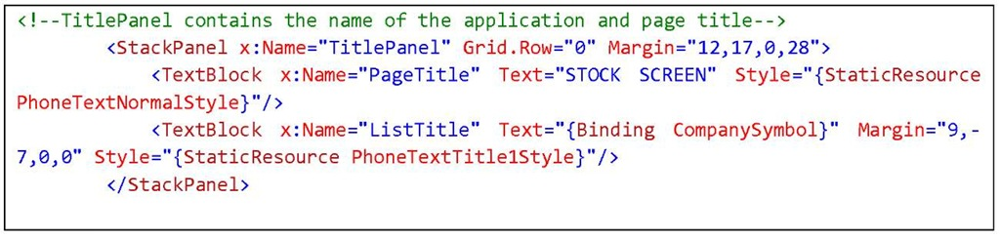 <!--TitlePanel contains the name of the application and page title-->
<StackPanel x:Name="TitlePanel" Grid.Row="0" Margin="12,17,0,28">
<TextBlock x:Name="PageTitle" Text="STOCK SCREEN" Style="{StaticResource
PhoneTextNormalStyle}"/>
<TextBlock x:Name="ListTitle" Text="{Binding CompanySymbol}" Margin="9,-
7,0,0" Style="{StaticResource PhoneTextTitle1Style}"/>
</StackPanel>